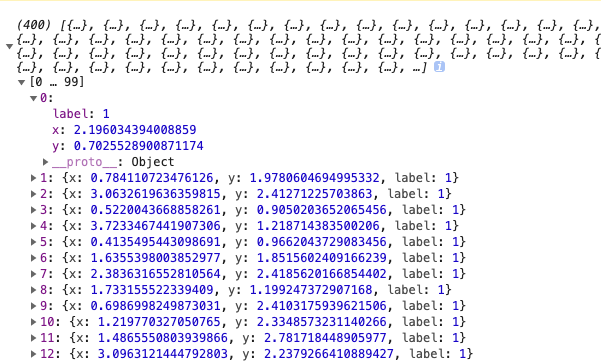 (400) [{…}, {…}, {…}, {…}, {…}, {…}, {…}, {…}, {…}, {…}, {…}, {…}, {…}, {…}, {…},
{…}, {…}, {…}, {…}, {…}, {…}, {…}, {…}, {…}, {…}, {…}, {…}, {…}, {…}, {…}, {…},
{…}, {…}, {…}, {…}, {…}, {…}, {…}, {…}, {…}, {…}, {…}, {…}, {…}, {…}, {…}, {…},
{…}, {…}, {…}, {…}, {…}, {…}, {…}, {…}, {…}, {…}, {…}, …] i
[0 … 99]
0:
label: 1
x: 2.196034394008859
y: 0.7025528900871174
__proto__: Object
1: {x: 0.784110723476126, y: 1.9780604694995332, label: 1}
2: {x: 3.0632619636359815, y: 2.41271225703863, label: 1}
3: {x: 0.5220043668858261, y: 0.9050203652065456, label: 1}
4: {x: 3.7233467441907306, y: 1.218714383500206, label: 1}
5: {x: 0.4135495443098691, y: 0.9662043729083456, label: 1}
6: {x: 1.6355398003852977, y: 1.8515602409166239, label: 1}
7: {x: 2.3836316552810564, y: 2.4185620166854402, label: 1}
8: {x: 1.733155522339409, y: 1.199247372907168, label: 1}
9: {x: 0.6986998249873031, y: 2.4103175939621506, label: 1}
10: {x: 1.219770327050765, y: 2.3348573231140266, label: 1}
11: {x: 1.4865550803939866, y: 2.781718448905977, label: 1}
12: {x: 3.0963121444792803, y: 2.2379266410889427, label: 1}